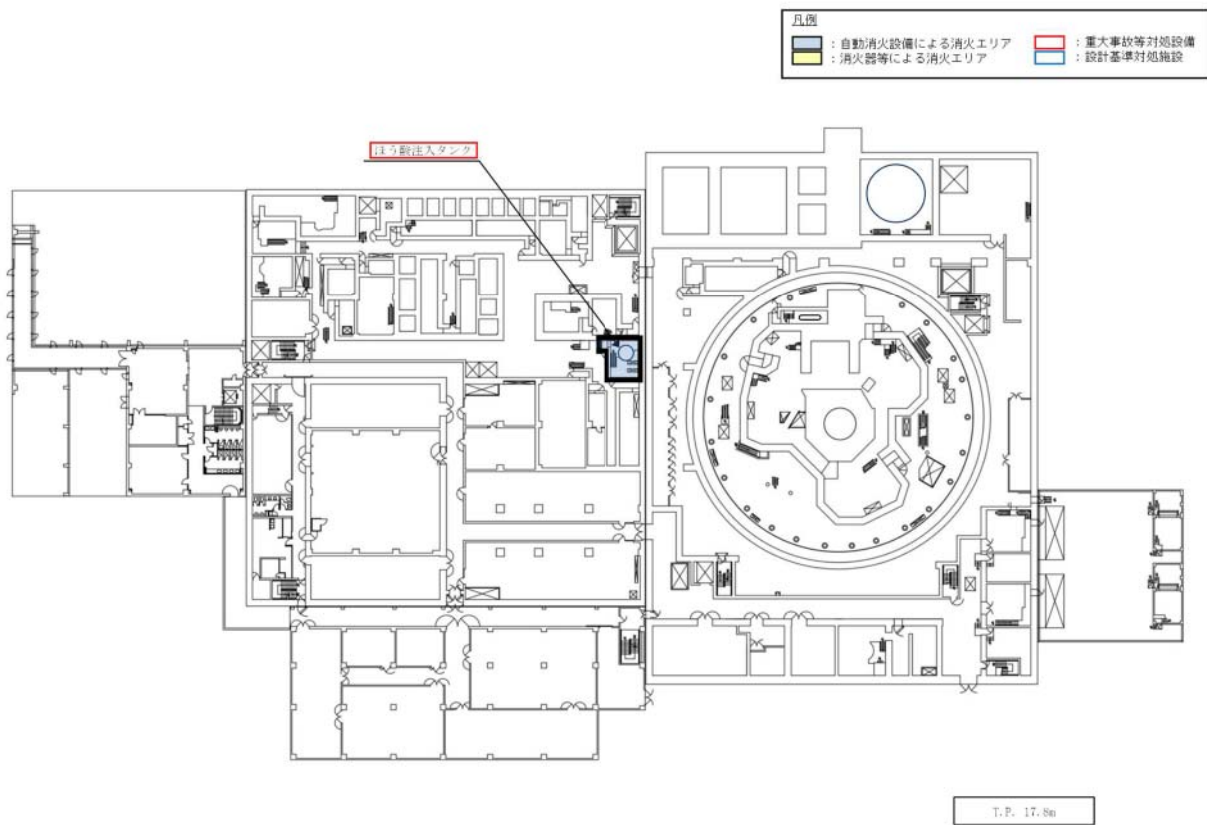 凡例
：自動消火設備による消火エリア
：消火器等による消火エリア
：重大事故等対処設備
：設計基準対処施設
ほう酸注入タンク
T.P. 17.8m